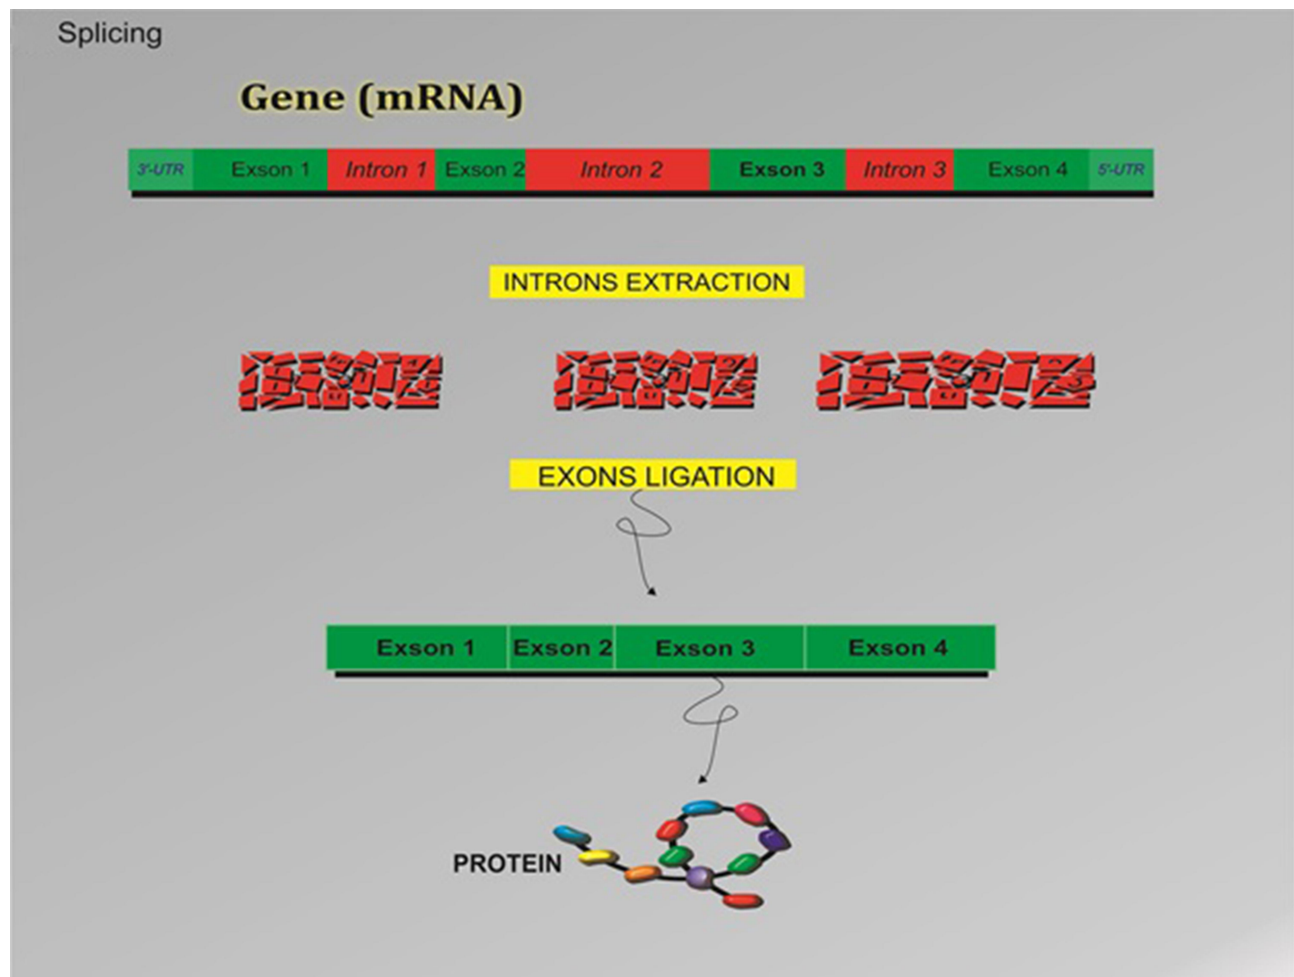 Splicing
Gene (mRNA)
3'-UTR Exson 1 Intron 1 Exson 2 Intron 2 Exson 3 Intron 3 Exson 4 5'-UTR
INTRONS EXTRACTION
EXONS LIGATION
Exson 1 Exson 2 Exson 3 Exson 4
PROTEIN